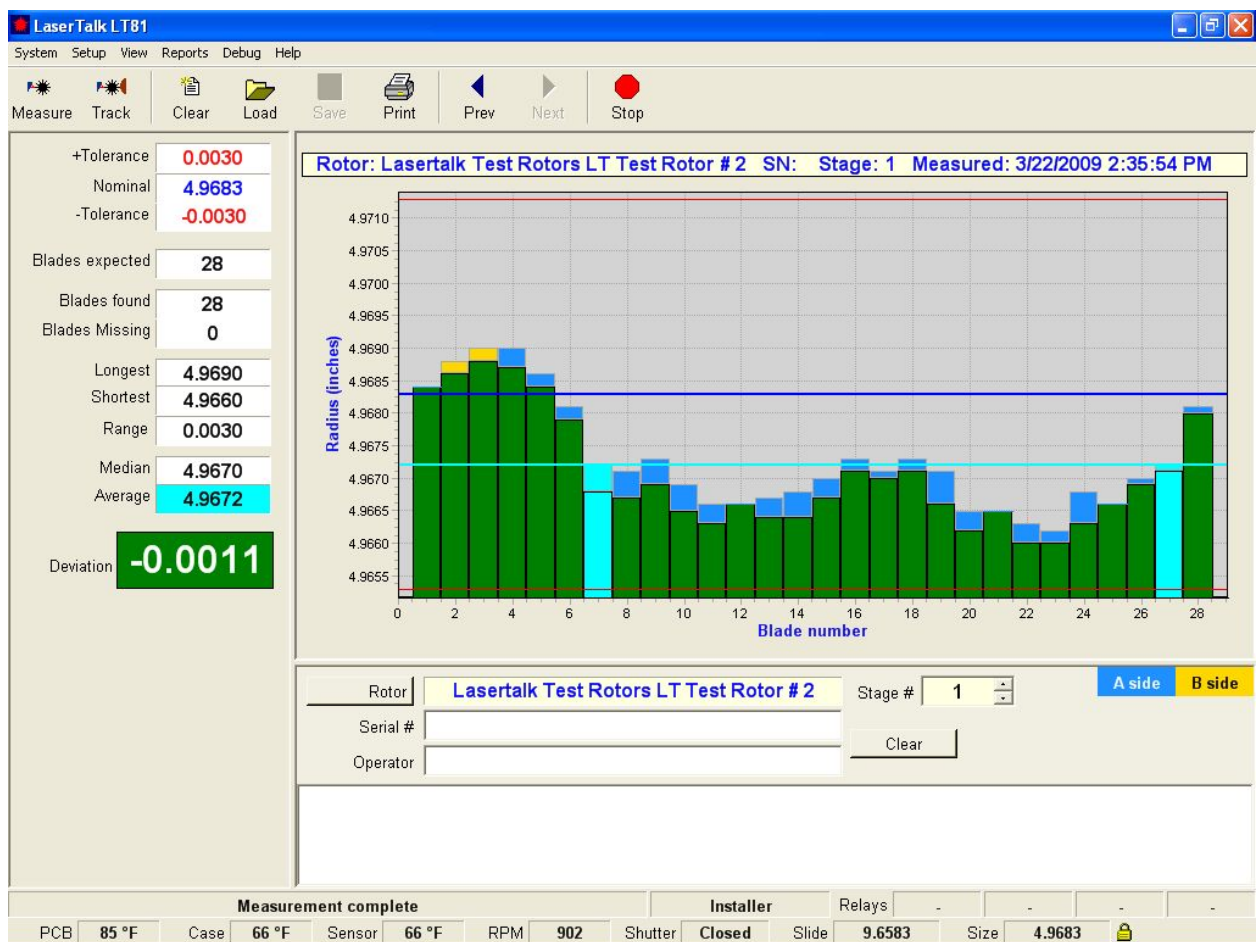 LaserTalk LT81
System Setup View Reports Debug Help
Measure Track Clear Load Save Print Prev Next Stop
+Tolerance 0.0030
Nominal 4.9683
-Tolerance -0.0030
Blades expected 28
Blades found 28
Blades Missing 0
Longest 4.9690
Shortest 4.9660
Range 0.0030
Median 4.9670
Average 4.9672
Deviation -0.0011
Rotor: Lasertalk Test Rotors LT Test Rotor # 2 SN: Stage: 1 Measured: 3/22/2009 2:35:54 PM
Radius (inches)
4.9710
4.9705
4.9700
4.9695
4.9690
4.9685
4.9680
4.9675
4.9670
4.9665
4.9660
4.9655
0 2 4 6 8 10 12 14 16 18 20 22 24 26 28
Blade number
Rotor Lasertalk Test Rotors LT Test Rotor # 2 Stage # 1 A side B side
Serial #
Clear
Operator
Measurement complete Installer Relays - - - -
PCB 85 °F Case 66 °F Sensor 66 °F RPM 902 Shutter Closed Slide 9.6583 Size 4.9683